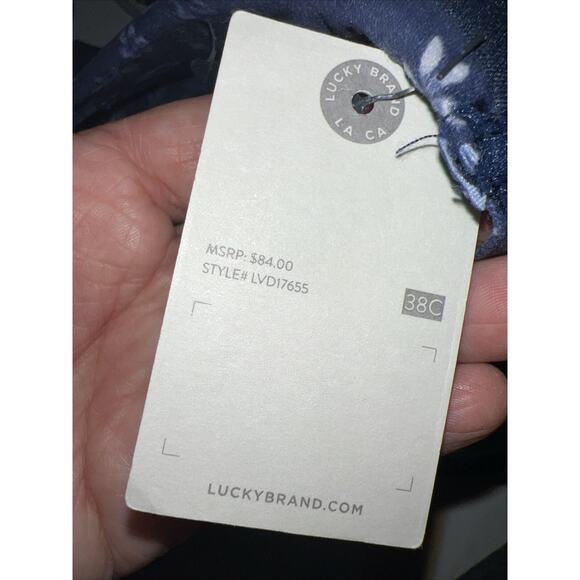 LUCKY BRAND
LA CA
MSRP: $84.00
STYLE# LVD17655
38C
LUCKYBRAND.COM